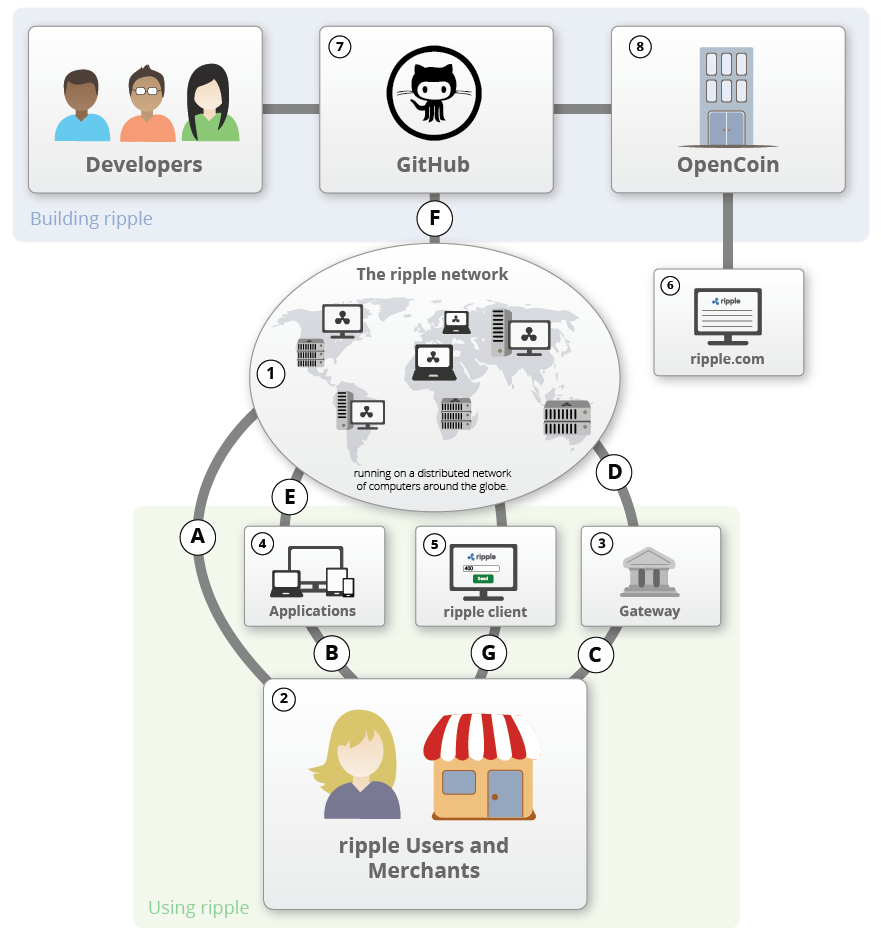 7
8
Developers
GitHub
OpenCoin
Building ripple
F
The ripple network
6
ripple
ripple.com
1
running on a distributed network
of computers around the globe.
D
E
A
4
5
3
ripple
400
Send
Applications
ripple client
Gateway
B
G
C
2
ripple Users and
Merchants
Using ripple